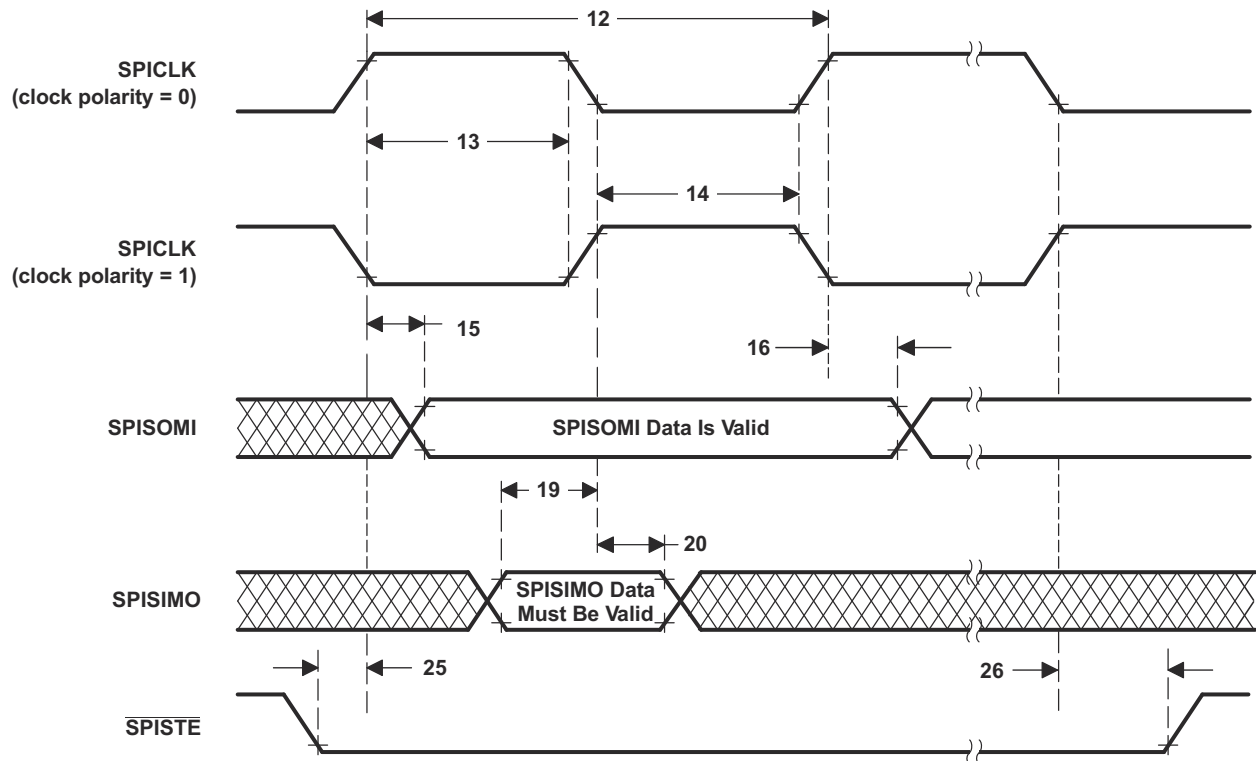 12
SPICLK
(clock polarity = 0)
13
14
SPICLK
(clock polarity = 1)
15
16
SPISOMI
SPISOMI Data Is Valid
19
20
SPISIMO
SPISIMO Data
Must Be Valid
25
26
SPISTE